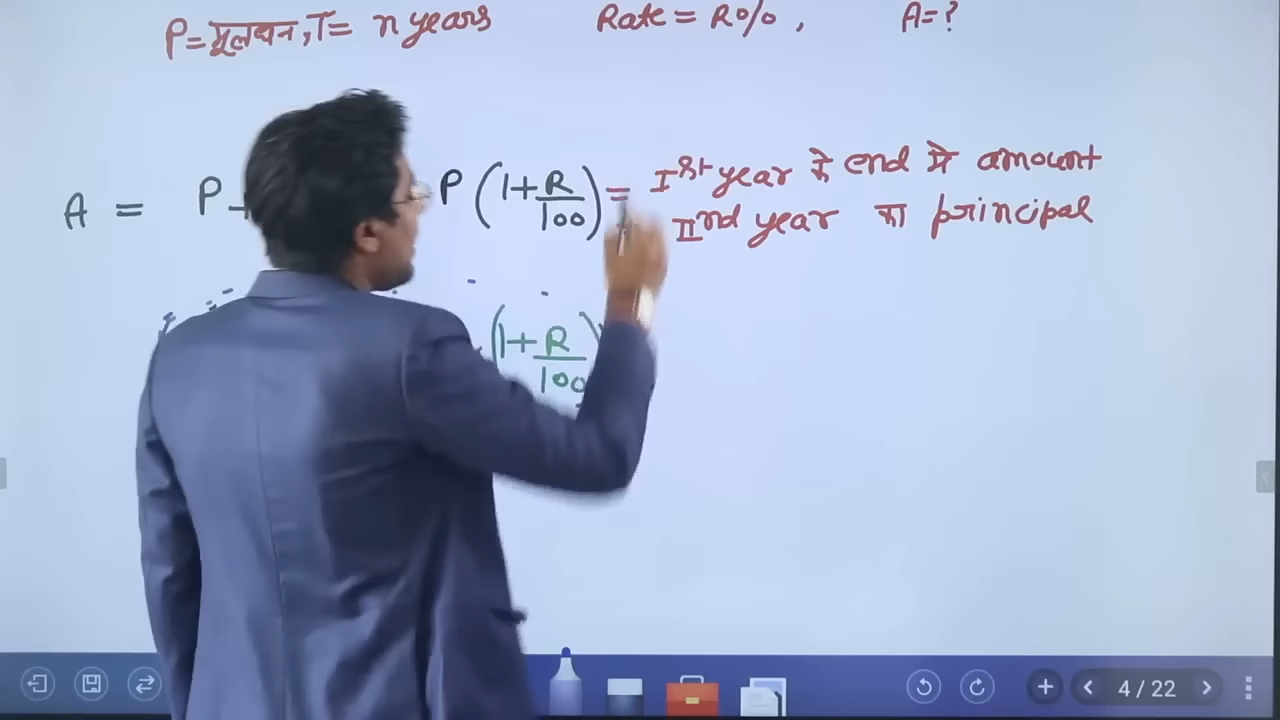 P=मूलधन, T= n years Rate = R%, A=?
A = P P(1+R/100) = Ist year के end मे amount
IInd year का principal
(1+R/100)
4 / 22